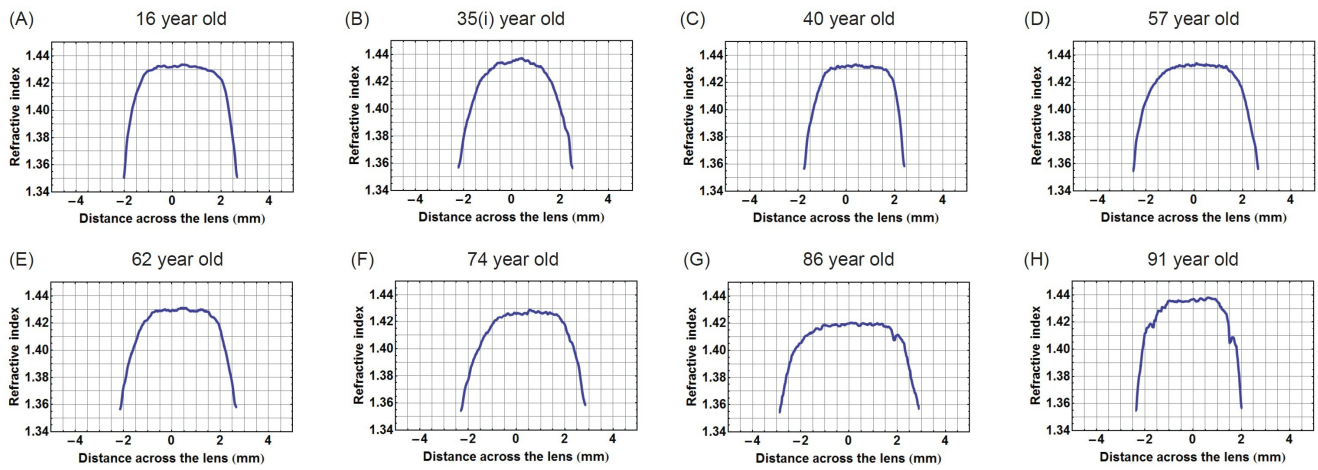 (A) 16 year old
1.44
1.42
1.40
1.38
1.36
1.34
Refractive index
−4 −2 0 2 4
Distance across the lens (mm)
(B) 35(i) year old
1.44
1.42
1.40
1.38
1.36
1.34
Refractive index
−4 −2 0 2 4
Distance across the lens (mm)
(C) 40 year old
1.44
1.42
1.40
1.38
1.36
1.34
Refractive index
−4 −2 0 2 4
Distance across the lens (mm)
(D) 57 year old
1.44
1.42
1.40
1.38
1.36
1.34
Refractive index
−4 −2 0 2 4
Distance across the lens (mm)
(E) 62 year old
1.44
1.42
1.40
1.38
1.36
1.34
Refractive index
−4 −2 0 2 4
Distance across the lens (mm)
(F) 74 year old
1.44
1.42
1.40
1.38
1.36
1.34
Refractive index
−4 −2 0 2 4
Distance across the lens (mm)
(G) 86 year old
1.44
1.42
1.40
1.38
1.36
1.34
Refractive index
−4 −2 0 2 4
Distance across the lens (mm)
(H) 91 year old
1.44
1.42
1.40
1.38
1.36
1.34
Refractive index
−4 −2 0 2 4
Distance across the lens (mm)